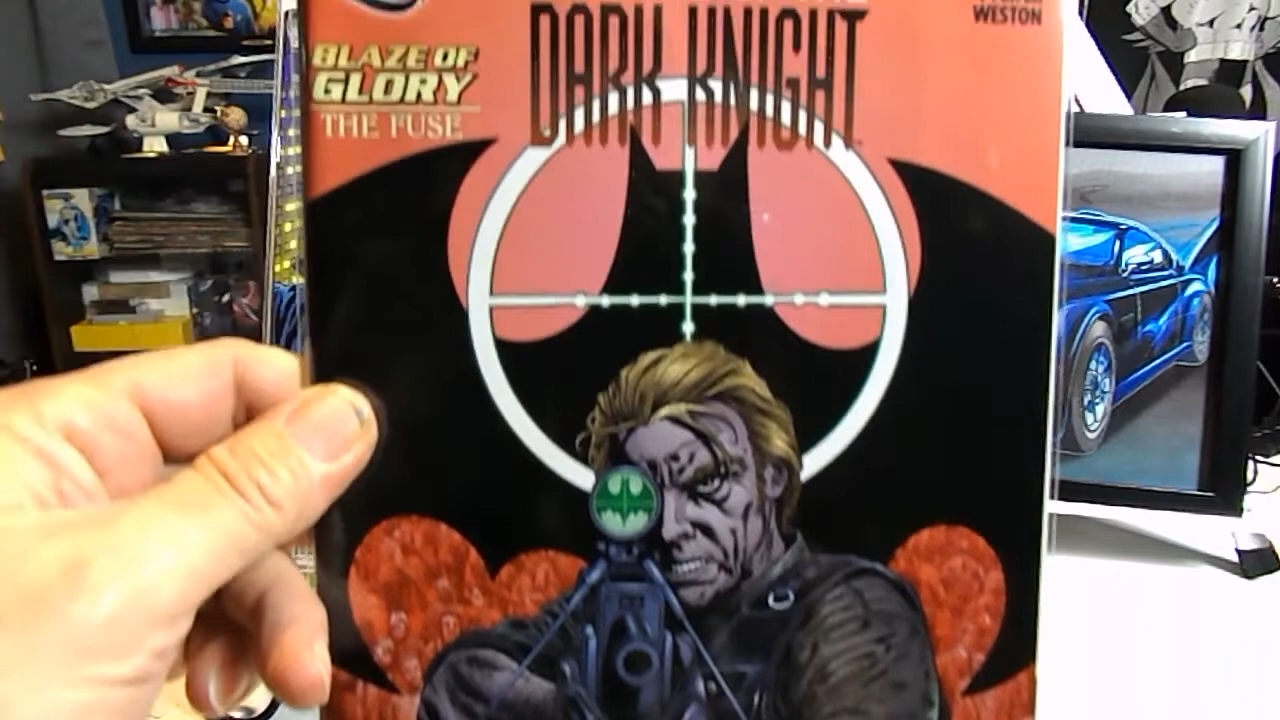 WESTON
DARK KNIGHT
BLAZE OF
GLORY
THE FUSE